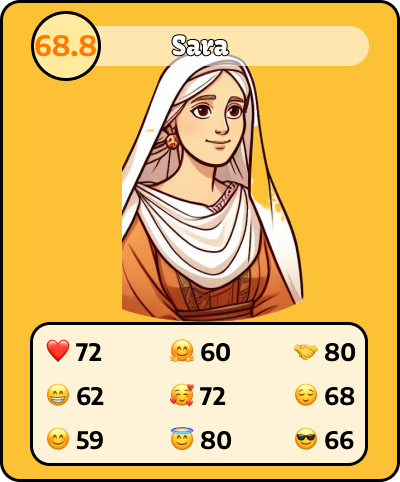 68.8
Sara
❤️ 72 🤗 60 🤝 80
😁 62 🥰 72 😌 68
😊 59 😇 80 😎 66